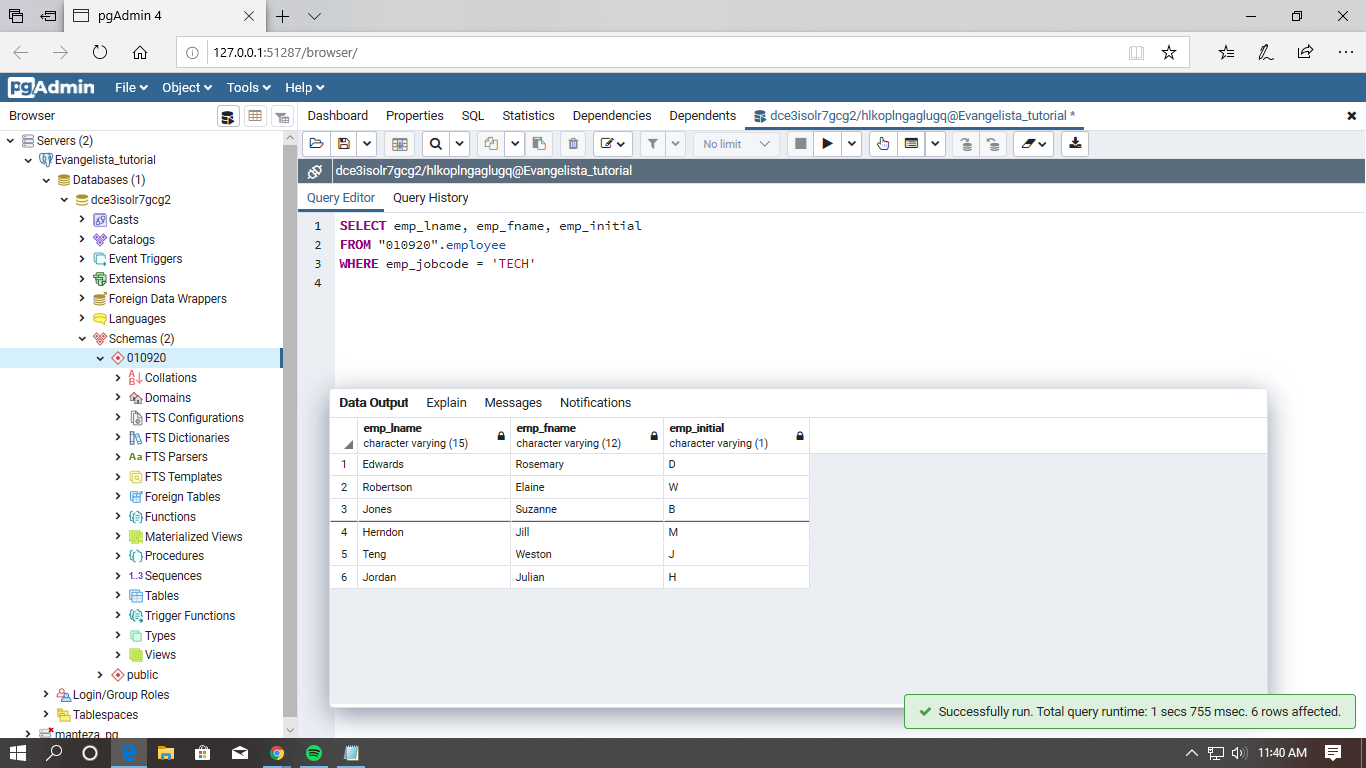 pgAdmin 4
127.0.0.1:51287/browser/
pgAdmin File Object Tools Help
Browser
Dashboard Properties SQL Statistics Dependencies Dependents dce3isolr7gcg2/hlkoplngaglugq@Evangelista_tutorial *
No limit
dce3isolr7gcg2/hlkoplngaglugq@Evangelista_tutorial
Query Editor Query History
Servers (2)
Evangelista_tutorial
Databases (1)
dce3isolr7gcg2
Casts
Catalogs
Event Triggers
Extensions
Foreign Data Wrappers
Languages
Schemas (2)
010920
Collations
Domains
FTS Configurations
FTS Dictionaries
Aa FTS Parsers
FTS Templates
Foreign Tables
Functions
Materialized Views
Procedures
1..3 Sequences
Tables
Trigger Functions
Types
Views
public
Login/Group Roles
Tablespaces
manteza_pg
1 SELECT emp_lname, emp_fname, emp_initial
2 FROM "010920".employee
3 WHERE emp_jobcode = 'TECH'
4
Data Output Explain Messages Notifications
emp_lname emp_fname emp_initial
character varying (15) character varying (12) character varying (1)
1 Edwards Rosemary D
2 Robertson Elaine W
3 Jones Suzanne B
4 Herndon Jill M
5 Teng Weston J
6 Jordan Julian H
Successfully run. Total query runtime: 1 secs 755 msec. 6 rows affected.
11:40 AM